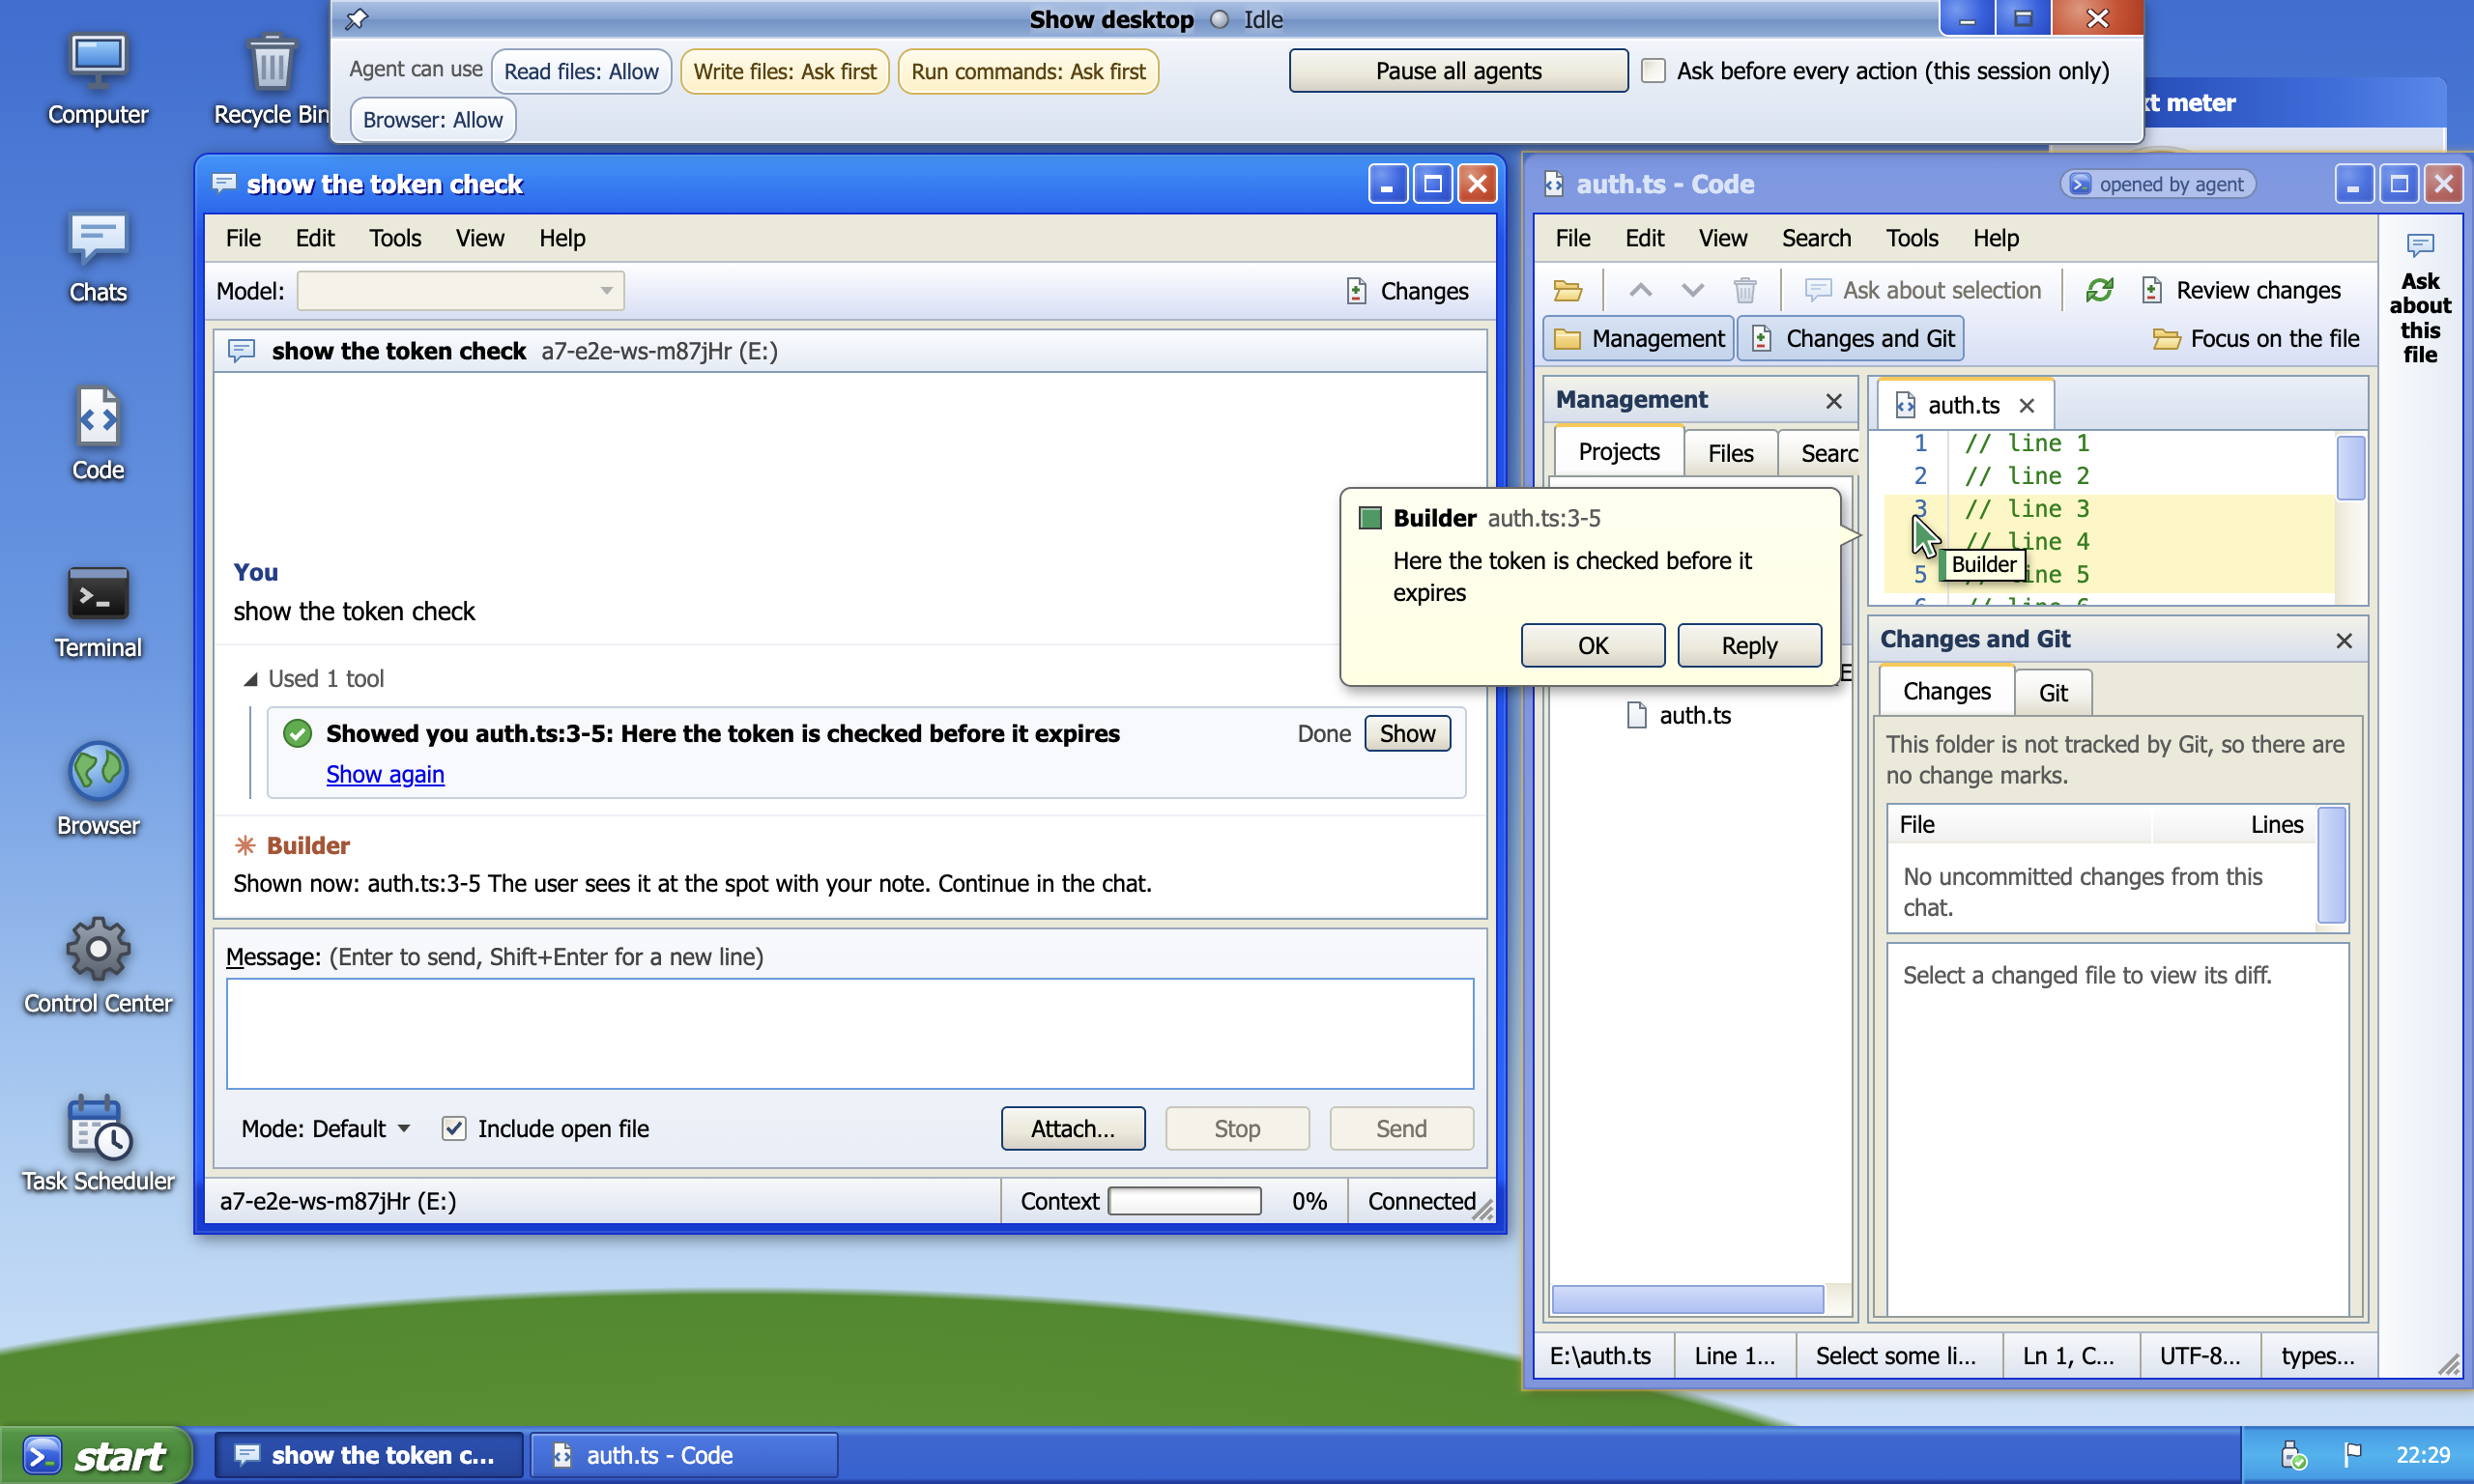 Show desktop Idle
Agent can use Read files: Allow Write files: Ask first Run commands: Ask first
Browser: Allow
Pause all agents Ask before every action (this session only)
xt meter
Computer
Recycle Bin
Chats
Code
Terminal
Browser
Control Center
Task Scheduler
show the token check
File Edit Tools View Help
Model: Changes
show the token check a7-e2e-ws-m87jHr (E:)
You
show the token check
Used 1 tool
Showed you auth.ts:3-5: Here the token is checked before it expires Done Show
Show again
Builder
Shown now: auth.ts:3-5 The user sees it at the spot with your note. Continue in the chat.
Message: (Enter to send, Shift+Enter for a new line)
Mode: Default Include open file Attach... Stop Send
a7-e2e-ws-m87jHr (E:) Context 0% Connected
auth.ts - Code opened by agent
File Edit View Search Tools Help
Ask about selection Review changes
Management Changes and Git Focus on the file
Ask
about
this
file
Management
Projects Files Searc
auth.ts
Builder auth.ts:3-5
Here the token is checked before it
expires
OK Reply
auth.ts
1 // line 1
2 // line 2
3 // line 3
// line 4
5 // line 5
6 // line 6
Builder
Changes and Git
Changes Git
This folder is not tracked by Git, so there are
no change marks.
File Lines
No uncommitted changes from this
chat.
Select a changed file to view its diff.
E:\auth.ts Line 1... Select some li... Ln 1, C... UTF-8... types...
start show the token c... auth.ts - Code 22:29